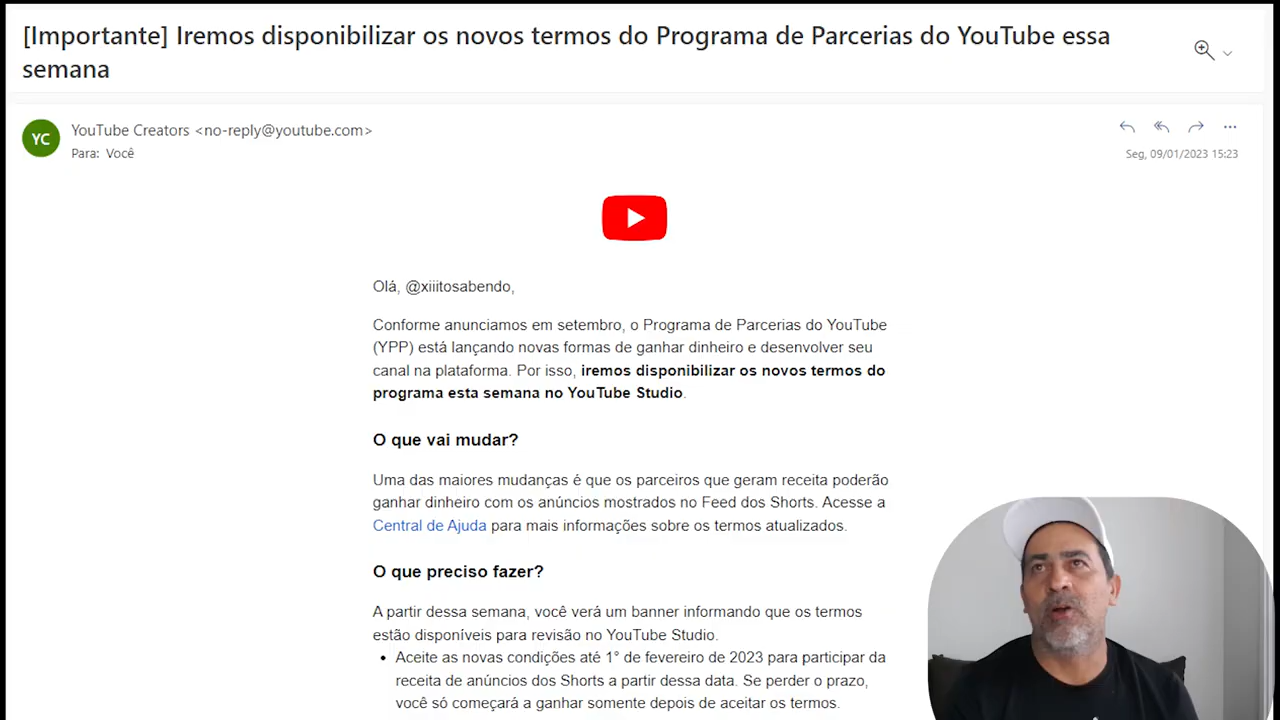 [Importante] Iremos disponibilizar os novos termos do Programa de Parcerias do YouTube essa
semana
YC
YouTube Creators <no-reply@youtube.com>
Para: Você
Seg, 09/01/2023 15:23
Olá, @xiiitosabendo,
Conforme anunciamos em setembro, o Programa de Parcerias do YouTube
(YPP) está lançando novas formas de ganhar dinheiro e desenvolver seu
canal na plataforma. Por isso, iremos disponibilizar os novos termos do
programa esta semana no YouTube Studio.
O que vai mudar?
Uma das maiores mudanças é que os parceiros que geram receita poderão
ganhar dinheiro com os anúncios mostrados no Feed dos Shorts. Acesse a
Central de Ajuda para mais informações sobre os termos atualizados.
O que preciso fazer?
A partir dessa semana, você verá um banner informando que os termos
estão disponíveis para revisão no YouTube Studio.
• Aceite as novas condições até 1° de fevereiro de 2023 para participar da
receita de anúncios dos Shorts a partir dessa data. Se perder o prazo,
você só começará a ganhar somente depois de aceitar os termos.